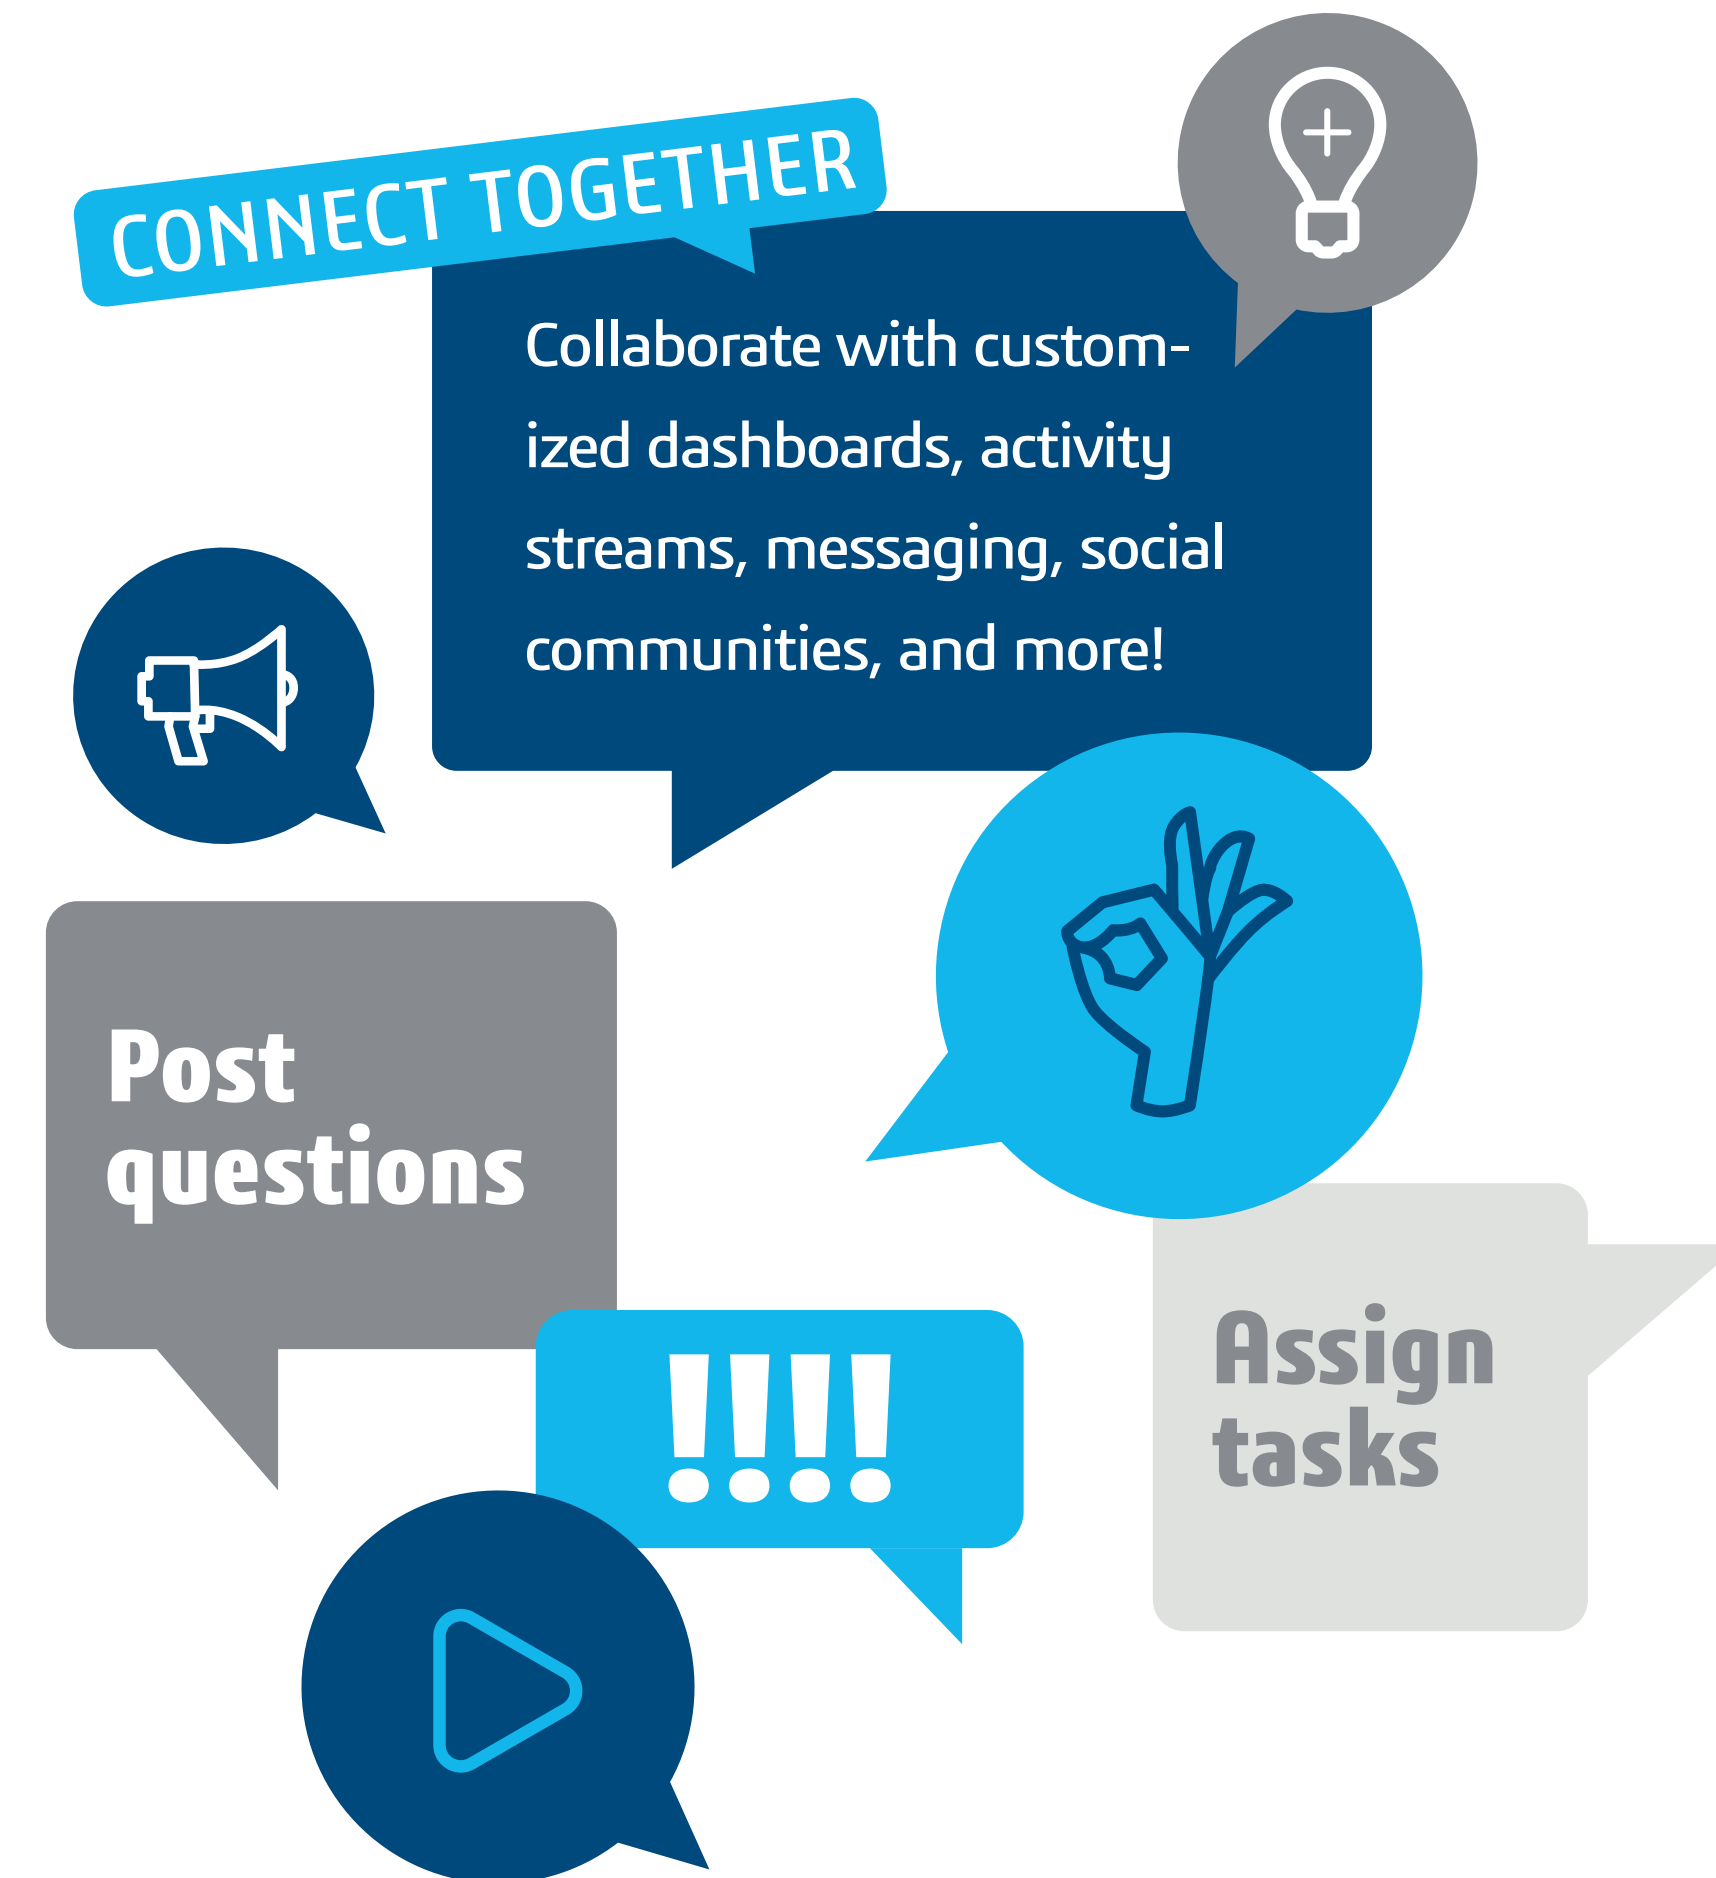 CONNECT TOGETHER
Collaborate with custom-
ized dashboards, activity
streams, messaging, social
communities, and more!
Post
questions
!!!!
Assign
tasks